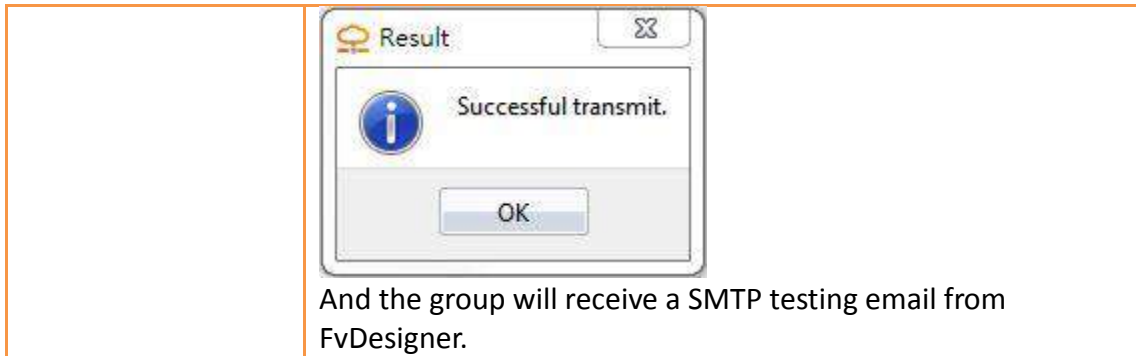 Result
Successful transmit.
OK
And the group will receive a SMTP testing email from
FvDesigner.